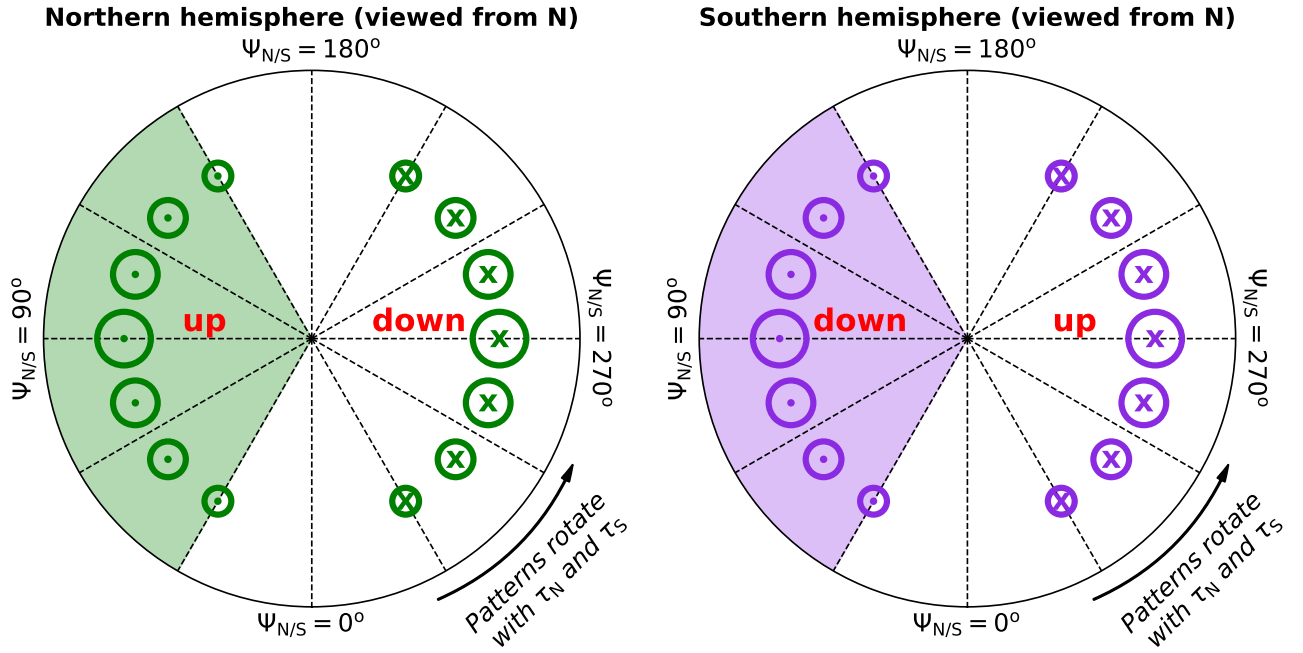 Northern hemisphere (viewed from N)
Ψ_N/S = 180°
Ψ_N/S = 90°
up
down
Ψ_N/S = 270°
Ψ_N/S = 0°
Patterns rotate
with τ_N and τ_S
Southern hemisphere (viewed from N)
Ψ_N/S = 180°
Ψ_N/S = 90°
down
up
Ψ_N/S = 270°
Ψ_N/S = 0°
Patterns rotate
with τ_N and τ_S